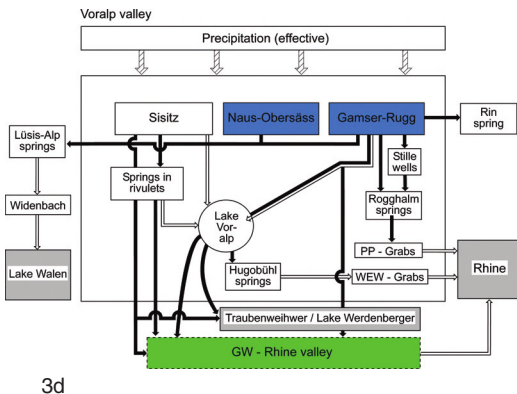 Voralp valley
Precipitation (effective)
Sisitz
Naus-Obersäss
Gamser-Rugg
Rin
spring
Lüsis-Alp
springs
Stille
wells
Springs in
rivulets
Widenbach
Rogghalm
springs
Lake
Vor-
alp
PP - Grabs
Lake Walen
Hugobühl
springs
WEW - Grabs
Rhine
Traubenweihwer / Lake Werdenberger
GW - Rhine valley
3d